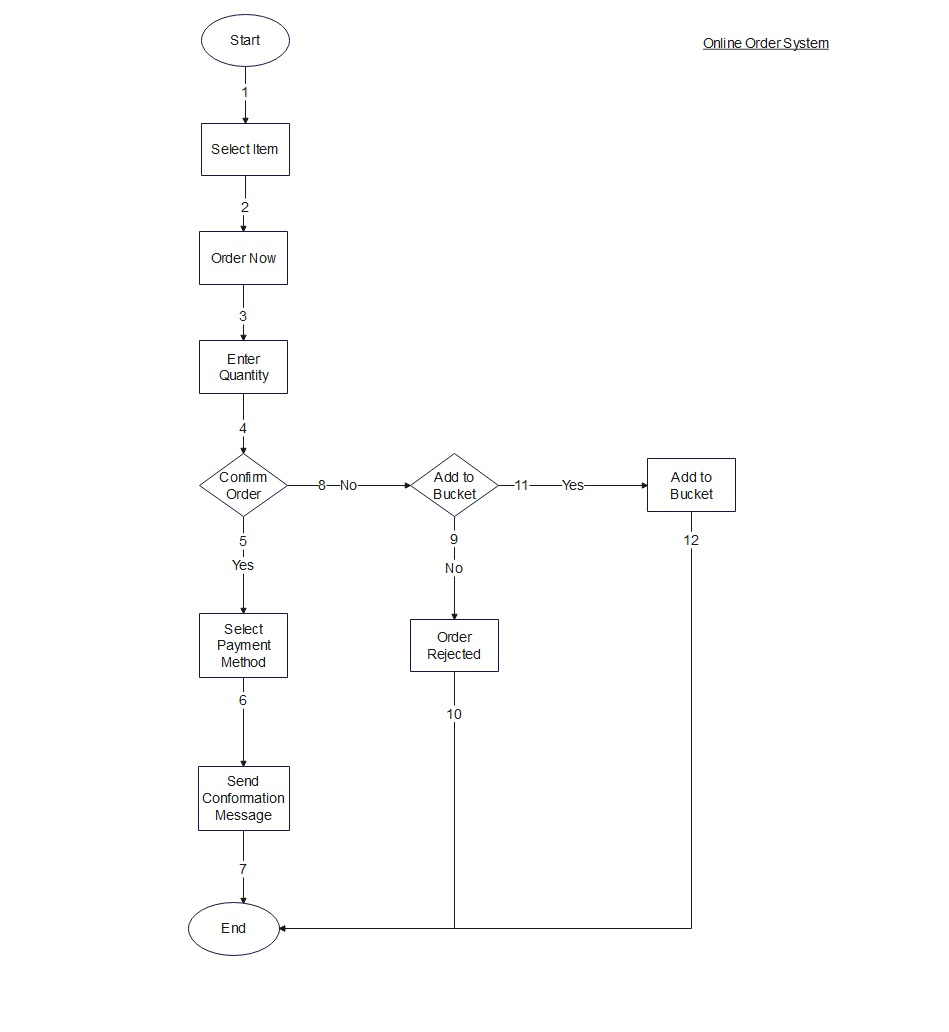 Start
Online Order System
1
Select Item
2
Order Now
3
Enter
Quantity
4
Confirm
Order
8
No
Add to
Bucket
11
Yes
Add to
Bucket
5
Yes
9
No
12
Select
Payment
Method
Order
Rejected
6
10
Send
Conformation
Message
7
End